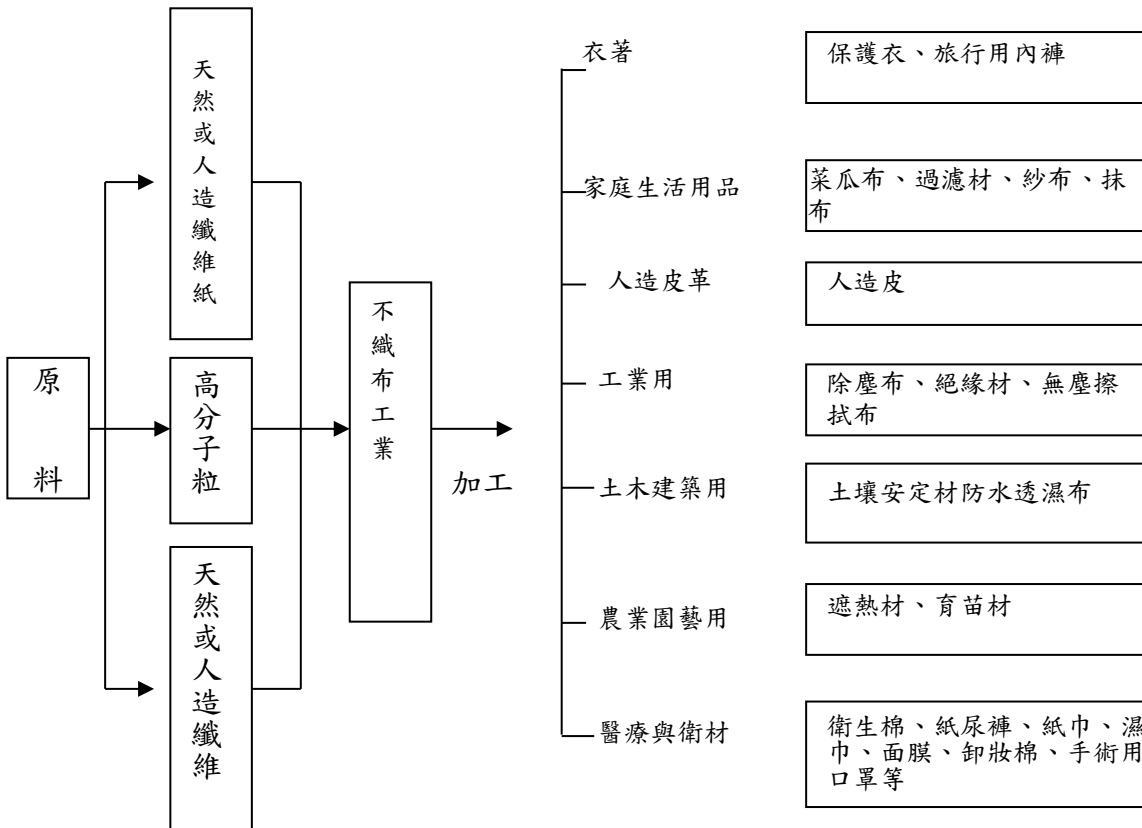 原
料
天然或人造纖維紙
高分子粒
天然或人造纖維
不織布工業
加工
衣著
保護衣、旅行用內褲
家庭生活用品
菜瓜布、過濾材、紗布、抹
布
人造皮革
人造皮
工業用
除塵布、絕緣材、無塵擦
拭布
土木建築用
土壤安定材防水透濕布
農業園藝用
遮熱材、育苗材
醫療與衛材
衛生棉、紙尿褲、紙巾、濕
巾、面膜、卸妝棉、手術用
口罩等